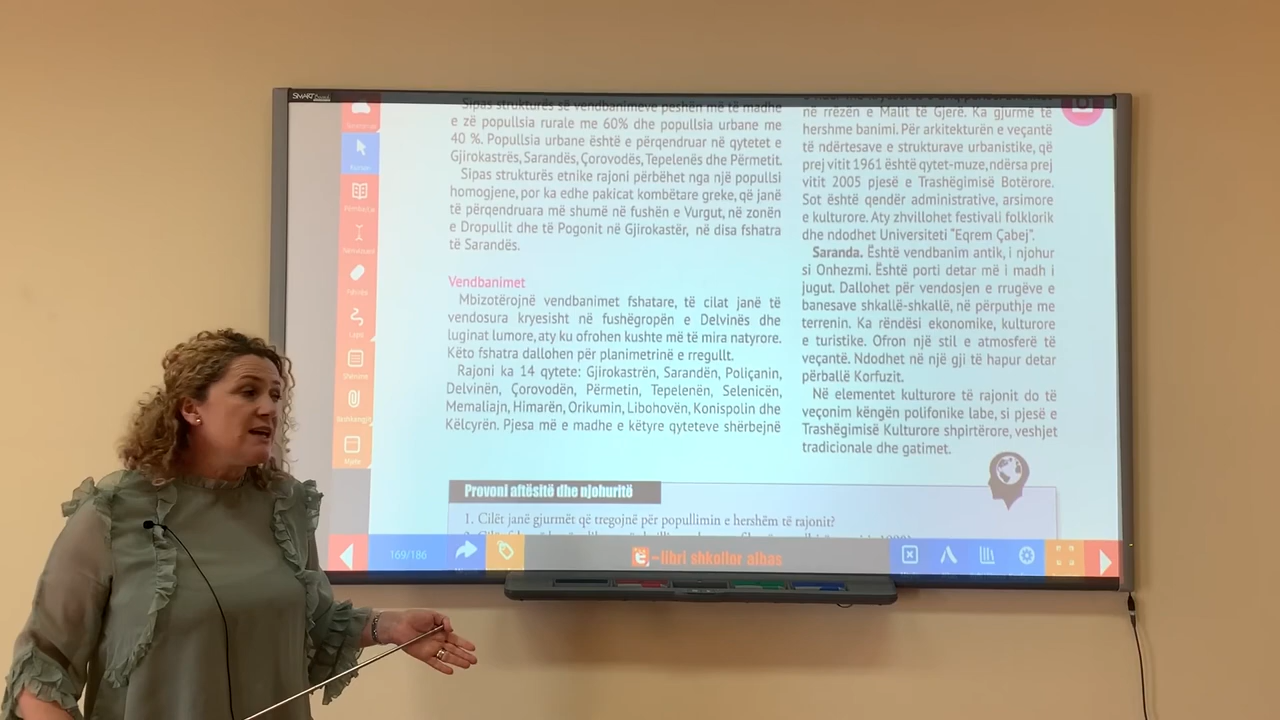 SMART Board
Sipas strukturës së vendbanimeve peshën më të madhe
e zë popullsia rurale me 60% dhe popullsia urbane me
40 %. Popullsia urbane është e përqendruar në qytetet e
Gjirokastrës, Sarandës, Çorovodës, Tepelenës dhe Përmetit.
Sipas strukturës etnike rajoni përbëhet nga një popullsi
homogjene, por ka edhe pakicat kombëtare greke, që janë
të përqendruara më shumë në fushën e Vurgut, në zonën
e Dropullit dhe të Pogonit në Gjirokastër, në disa fshatra
të Sarandës.
Vendbanimet
Mbizotërojnë vendbanimet fshatare, të cilat janë të
vendosura kryesisht në fushëgropën e Delvinës dhe
luginat lumore, aty ku ofrohen kushte më të mira natyrore.
Këto fshatra dallohen për planimetrinë e rregullt.
Rajoni ka 14 qytete: Gjirokastrën, Sarandën, Poliçanin,
Delvinën, Çorovodën, Përmetin, Tepelenën, Selenicën,
Memaliajn, Himarën, Orikumin, Libohovën, Konispolin dhe
Këlcyrën. Pjesa më e madhe e këtyre qyteteve shërbejnë
në rrëzën e Malit të Gjerë. Ka gjurmë të
hershme banimi. Për arkitekturën e veçantë
të ndërtesave e strukturave urbanistike, që
prej vitit 1961 është qytet-muze, ndërsa prej
vitit 2005 pjesë e Trashëgimisë Botërore.
Sot është qendër administrative, arsimore
e kulturore. Aty zhvillohet festivali folklorik
dhe ndodhet Universiteti "Eqrem Çabej".
Saranda. Është vendbanim antik, i njohur
si Onhezmi. Është porti detar më i madh i
jugut. Dallohet për vendosjen e rrugëve e
banesave shkallë-shkallë, në përputhje me
terrenin. Ka rëndësi ekonomike, kulturore
e turistike. Ofron një stil e atmosferë të
veçantë. Ndodhet në një gji të hapur detar
përballë Korfuzit.
Në elementet kulturore të rajonit do të
veçonim këngën polifonike labe, si pjesë e
Trashëgimisë Kulturore shpirtërore, veshjet
tradicionale dhe gatimet.
Provoni aftësitë dhe njohuritë
1. Cilët janë gjurmët që tregojnë për popullimin e hershëm të rajonit?
169/186
ë-libri shkollor albas